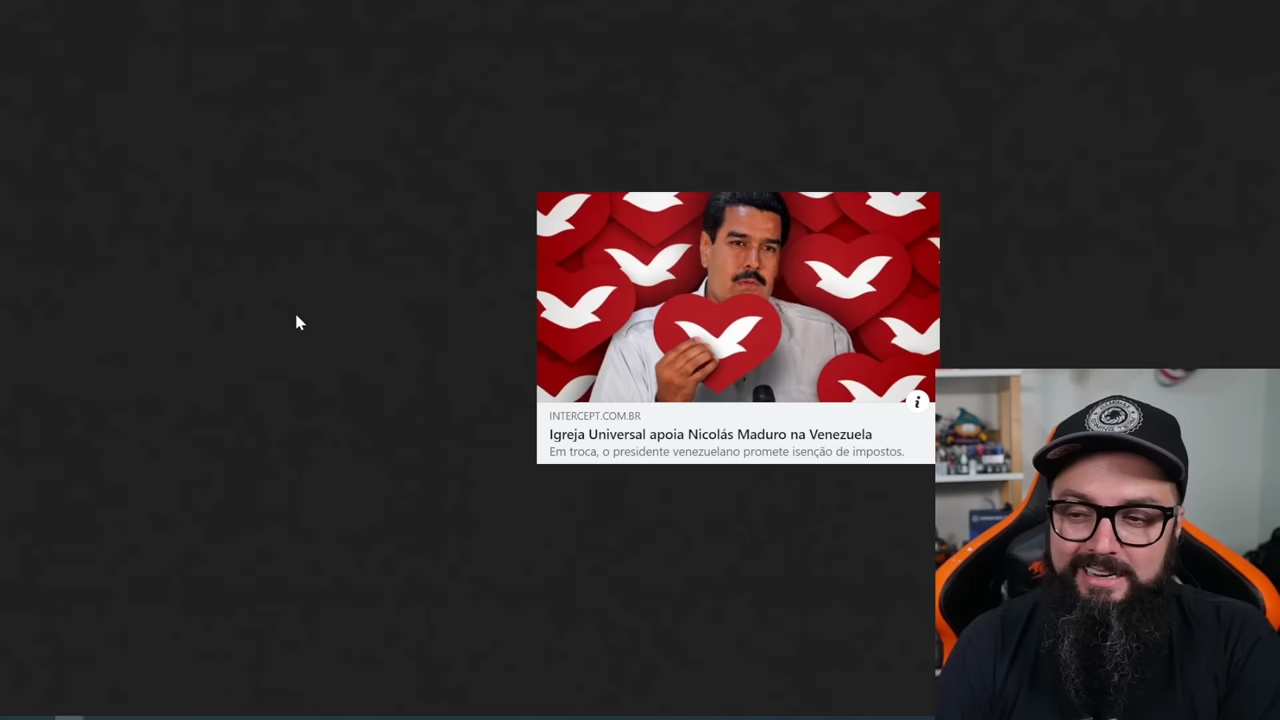 INTERCEPT.COM.BR
Igreja Universal apoia Nicolás Maduro na Venezuela
Em troca, o presidente venezuelano promete isenção de impostos.